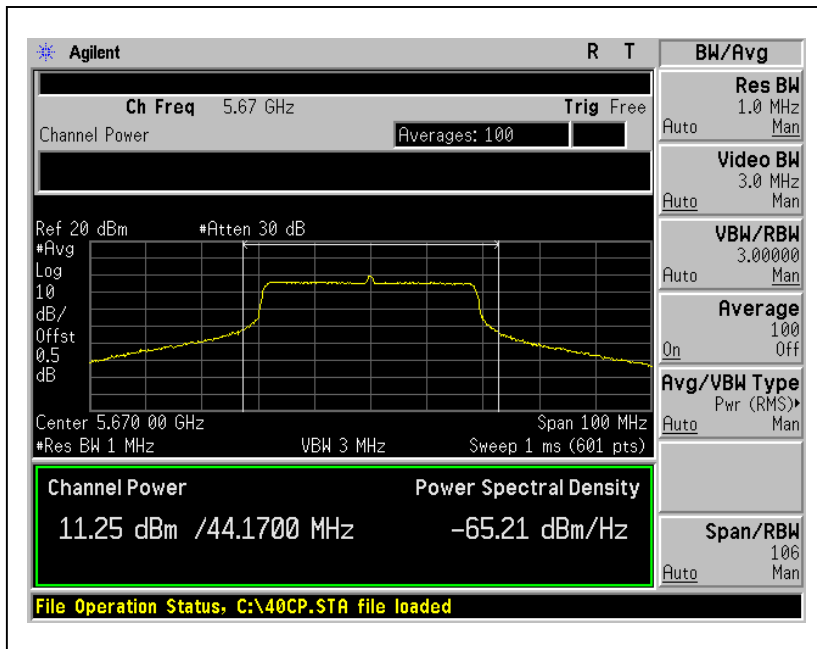 Agilent R T BW/Avg
Ch Freq 5.67 GHz Trig Free
Channel Power Averages: 100
Ref 20 dBm #Atten 30 dB
#Avg
Log
10
dB/
Offst
0.5
dB
Center 5.670 00 GHz Span 100 MHz
#Res BW 1 MHz VBW 3 MHz Sweep 1 ms (601 pts)
Channel Power Power Spectral Density
11.25 dBm /44.1700 MHz -65.21 dBm/Hz
File Operation Status, C:\40CP.STA file loaded
Res BW
1.0 MHz
Auto Man
Video BW
3.0 MHz
Auto Man
VBW/RBW
3.00000
Auto Man
Average
100
On Off
Avg/VBW Type
Pwr (RMS)▸
Auto Man
Span/RBW
106
Auto Man